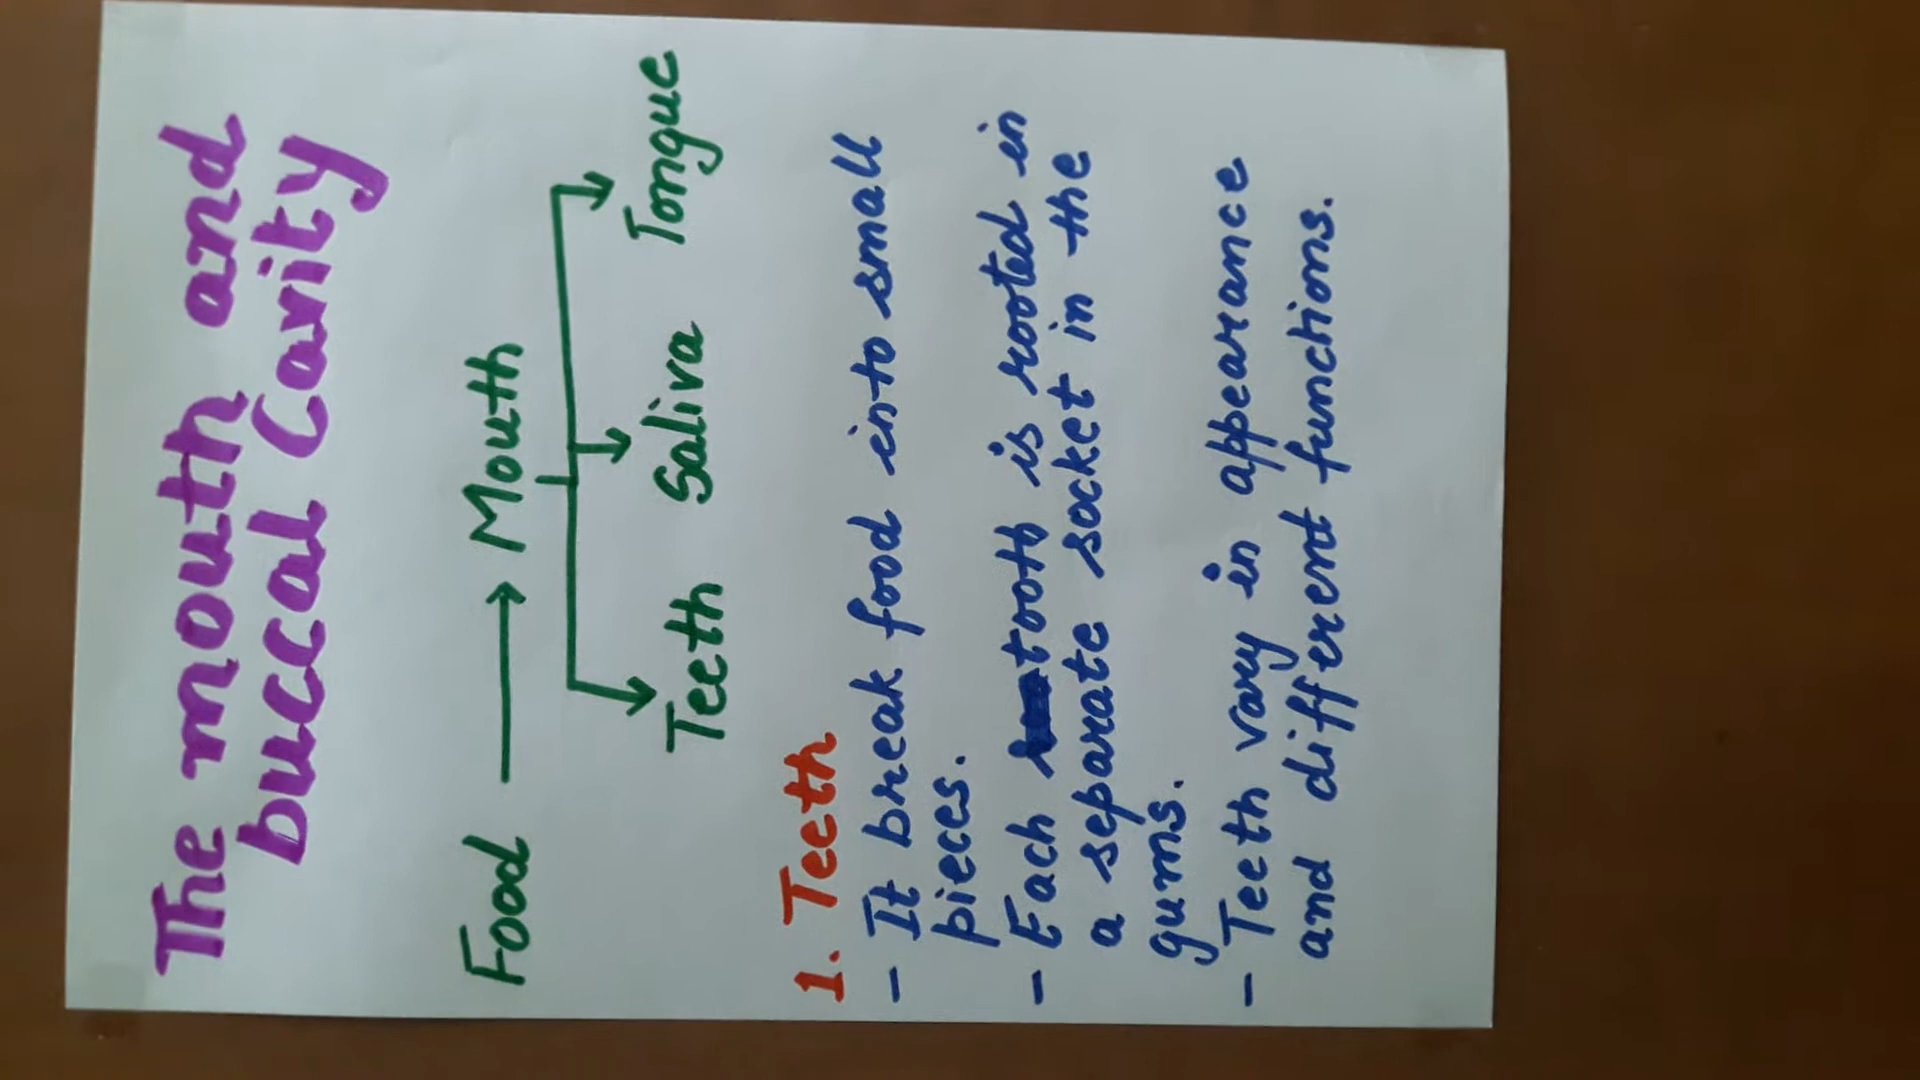 The mouth and
buccal Cavity
Food → Mouth
Teeth Saliva Tongue
1. Teeth
- It break food into small
pieces.
- Each tooth is rooted in
a separate socket in the
gums.
- Teeth vary in appearance
and different functions.